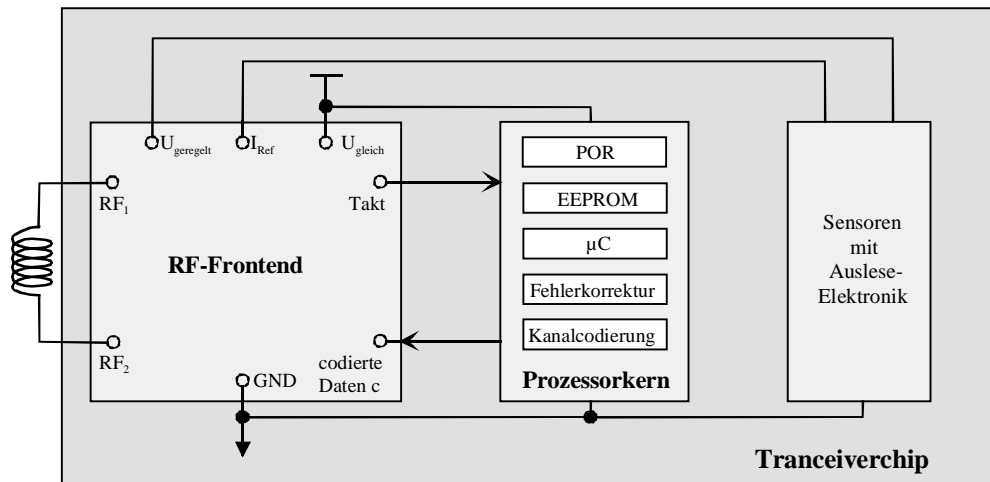 U_geregelt
I_Ref
U_gleich
RF_1
Takt
RF-Frontend
RF_2
GND
codierte
Daten c
POR
EEPROM
µC
Fehlerkorrektur
Kanalcodierung
Prozessorkern
Sensoren
mit
Auslese-
Elektronik
Tranceiverchip